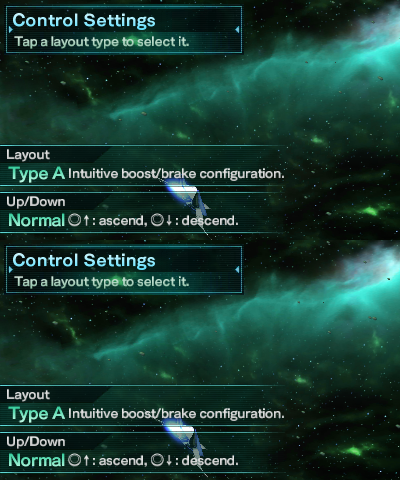 Control Settings
Tap a layout type to select it.
Layout
Type A Intuitive boost/brake configuration.
Up/Down
Normal ◎↑: ascend, ◎↓: descend.
Control Settings
Tap a layout type to select it.
Layout
Type A Intuitive boost/brake configuration.
Up/Down
Normal ◎↑: ascend, ◎↓: descend.